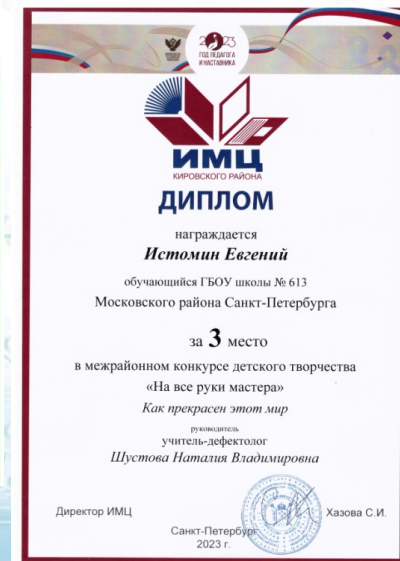 2023
ГОД ПЕДАГОГА
И НАСТАВНИКА
ИМЦ
КИРОВСКОГО РАЙОНА
ДИПЛОМ
награждается
Истомин Евгений
обучающийся ГБОУ школы № 613
Московского района Санкт-Петербурга
за 3 место
в межрайонном конкурсе детского творчества
«На все руки мастера»
Как прекрасен этот мир
руководитель
учитель-дефектолог
Шустова Наталия Владимировна
Директор ИМЦ
Хазова С.И.
Санкт-Петербург
2023 г.